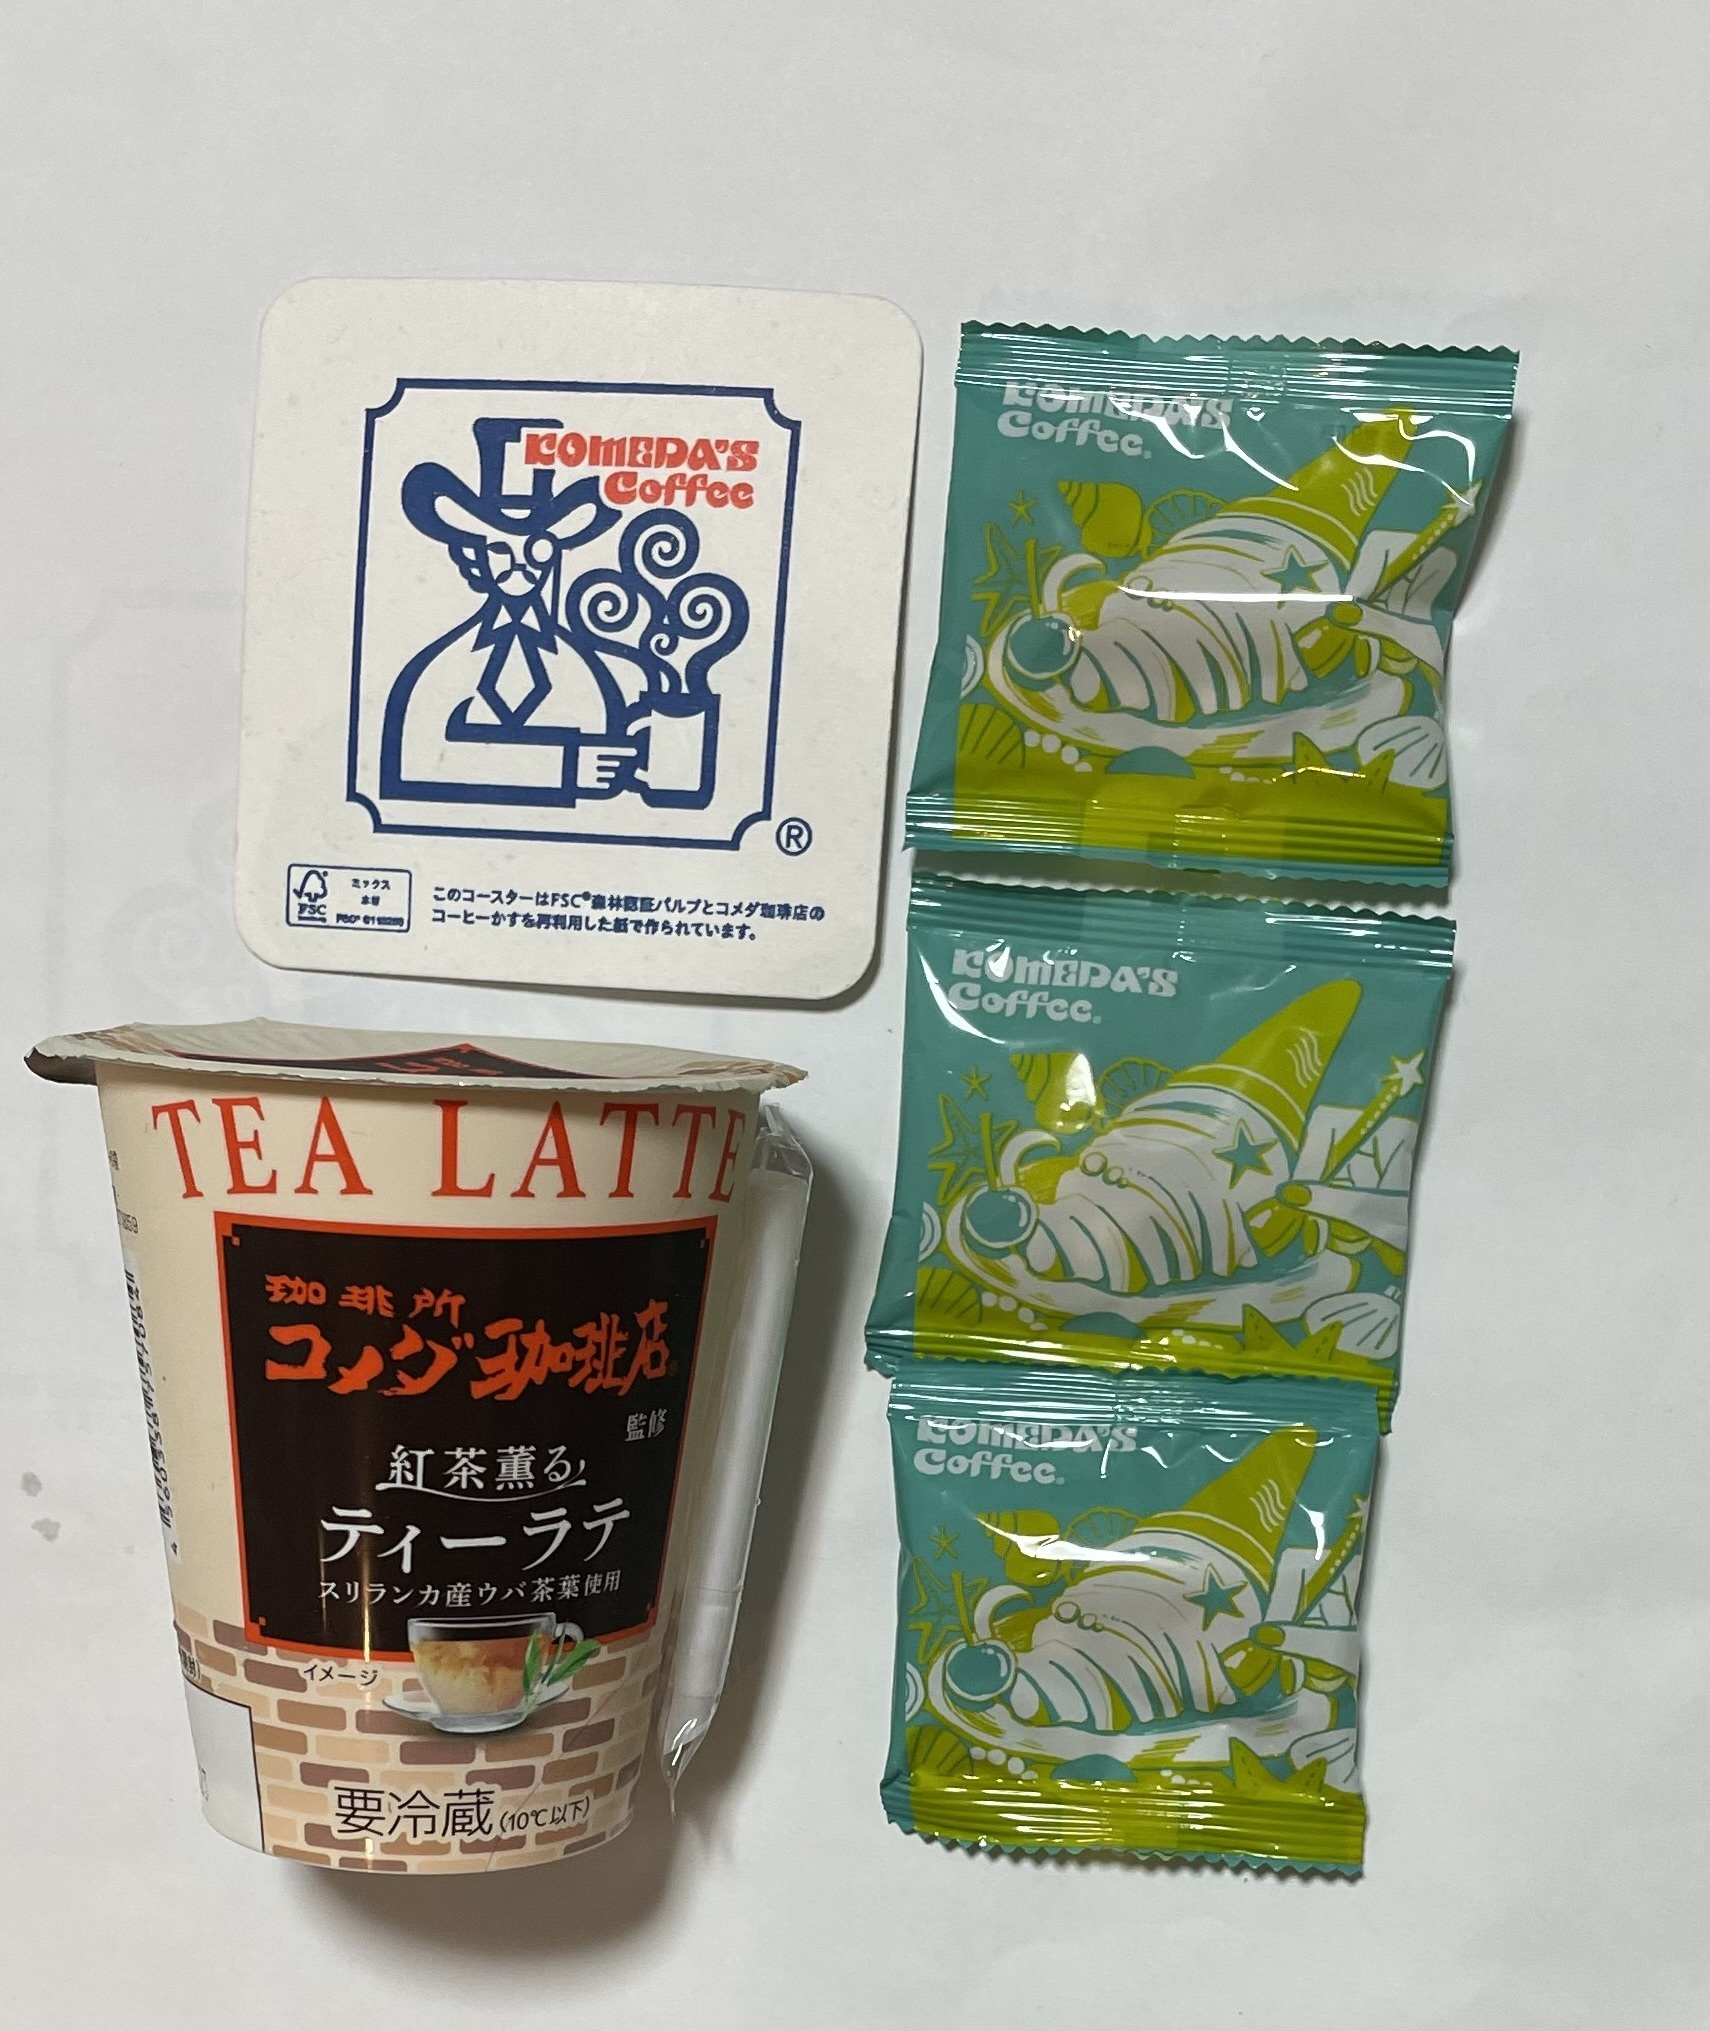 KOMEDA'S
Coffee
®
FSC
ミックス
このコースターはFSC®森林認証パルプとコメダ珈琲店の
コーヒーかすを再利用した紙で作られています。
TEA LATTE
珈琲所
コメダ珈琲店
監修
紅茶薫る
ティーラテ
スリランカ産ウバ茶葉使用
イメージ
要冷蔵(10℃以下)
KOMEDA'S
Coffee®
KOMEDA'S
Coffee®
KOMEDA'S
Coffee®